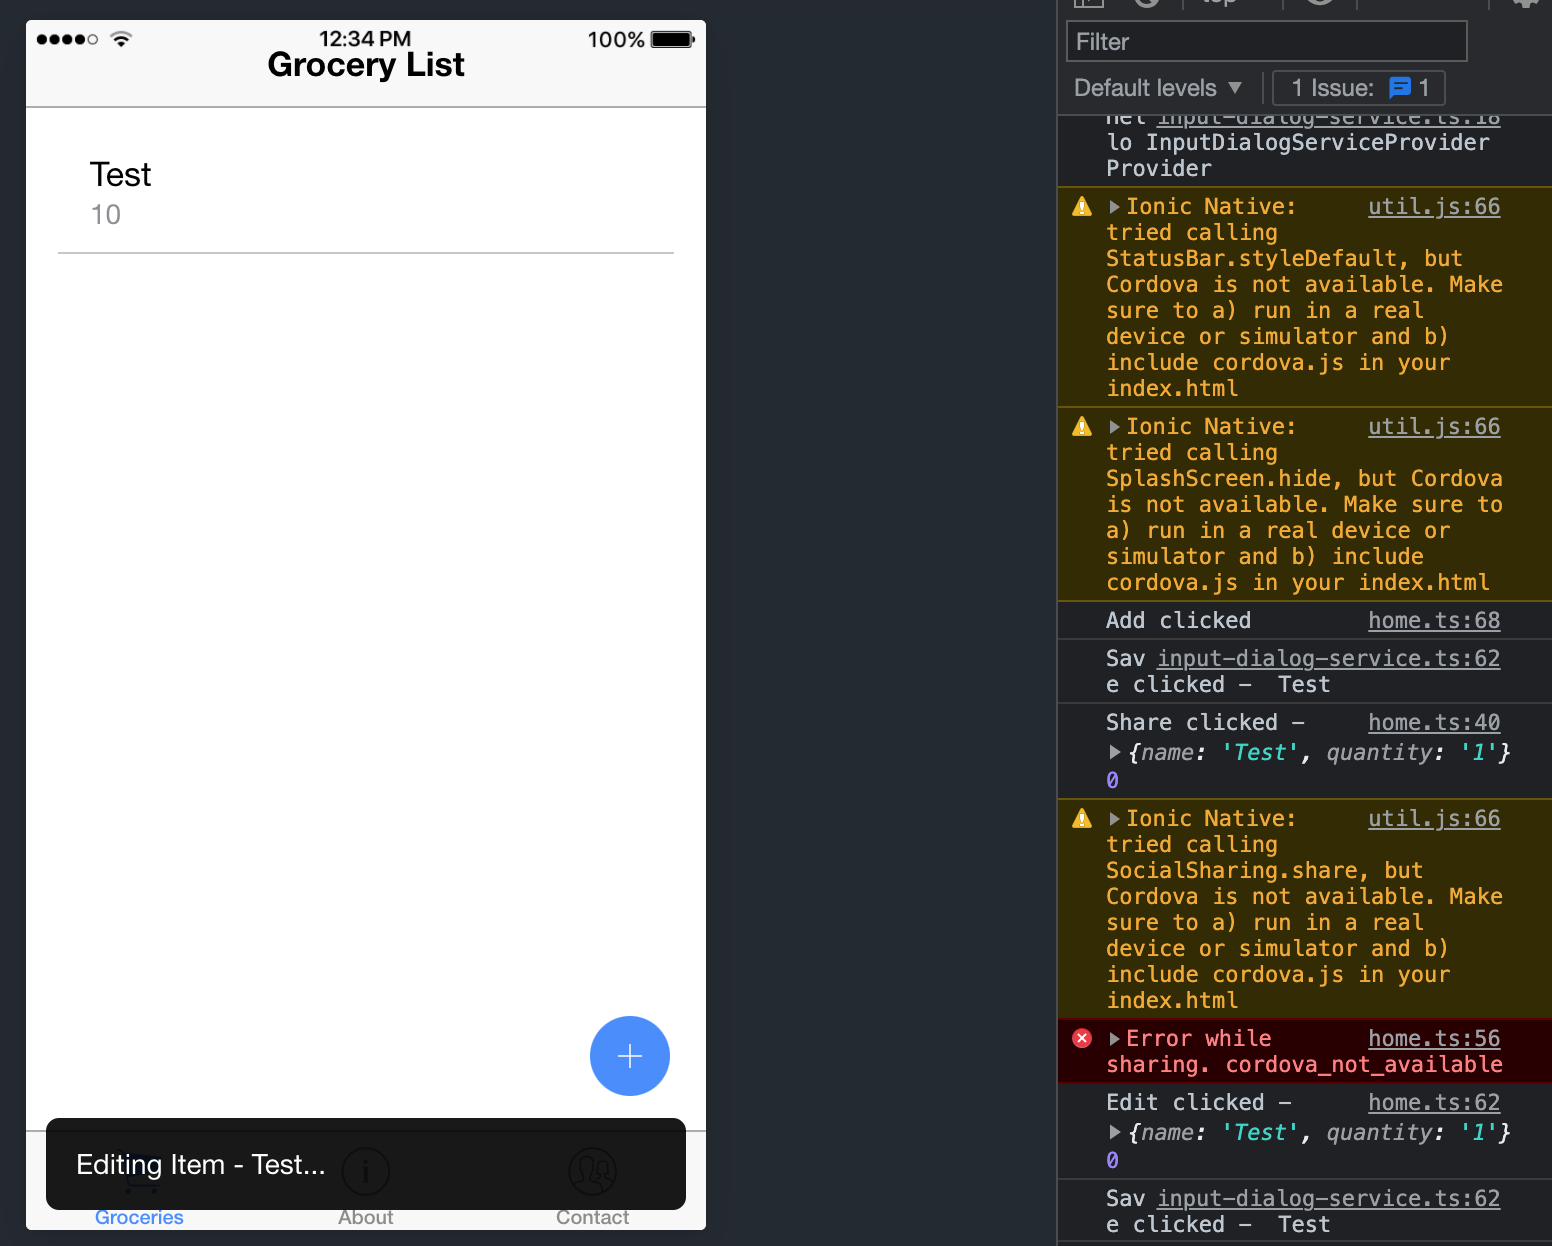 12:34 PM
100%
Grocery List
Test
10
Editing Item - Test...
Groceries
About
Contact
top
Filter
Default levels ▼
1 Issue: 1
hel input-dialog-service.ts:18
lo InputDialogServiceProvider
Provider
Ionic Native: util.js:66
tried calling
StatusBar.styleDefault, but
Cordova is not available. Make
sure to a) run in a real
device or simulator and b)
include cordova.js in your
index.html
Ionic Native: util.js:66
tried calling
SplashScreen.hide, but Cordova
is not available. Make sure to
a) run in a real device or
simulator and b) include
cordova.js in your index.html
Add clicked home.ts:68
Sav input-dialog-service.ts:62
e clicked - Test
Share clicked - home.ts:40
{name: 'Test', quantity: '1'}
0
Ionic Native: util.js:66
tried calling
SocialSharing.share, but
Cordova is not available. Make
sure to a) run in a real
device or simulator and b)
include cordova.js in your
index.html
Error while home.ts:56
sharing. cordova_not_available
Edit clicked - home.ts:62
{name: 'Test', quantity: '1'}
0
Sav input-dialog-service.ts:62
e clicked - Test